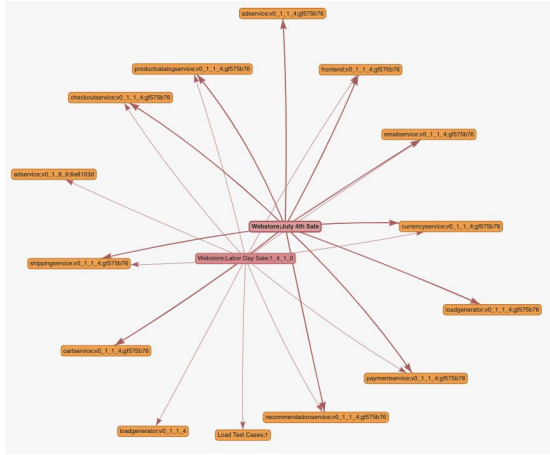 adservice;v0_1_1_4;gf575b76
productcatalogservice;v0_1_1_4;gf575b76
frontend;v0_1_1_4;gf575b76
checkoutservice;v0_1_1_4;gf575b76
emailservice;v0_1_1_4;gf575b76
adservice;v0_1_8_9;6e8103d
Webstore;July 4th Sale
currencyservice;v0_1_1_4;gf575b76
Webstore;Labor Day Sale;1_4_1_0
shippingservice;v0_1_1_4;gf575b76
loadgenerator;v0_1_1_4;gf575b76
cartservice;v0_1_1_4;gf575b76
paymentservice;v0_1_1_4;gf575b76
recommendationservice;v0_1_1_4;gf575b76
loadgenerator;v0_1_1_4
Load Test Cases;1